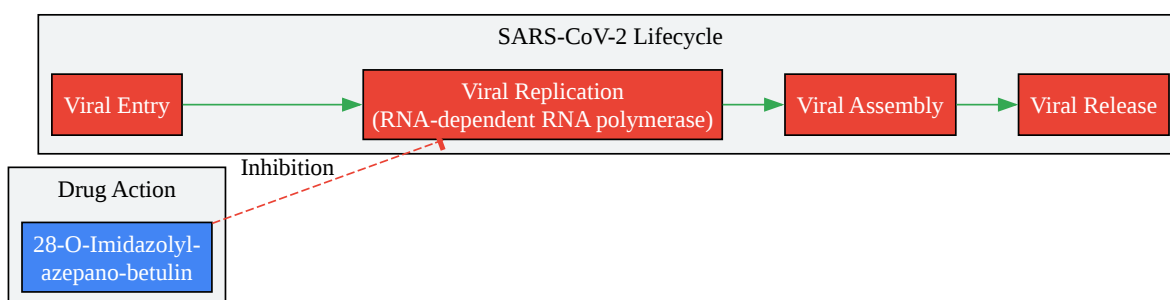 SARS-CoV-2 Lifecycle
Viral Entry
Viral Replication
(RNA-dependent RNA polymerase)
Viral Assembly
Viral Release
Inhibition
Drug Action
28-O-Imidazolyl-
azepano-betulin